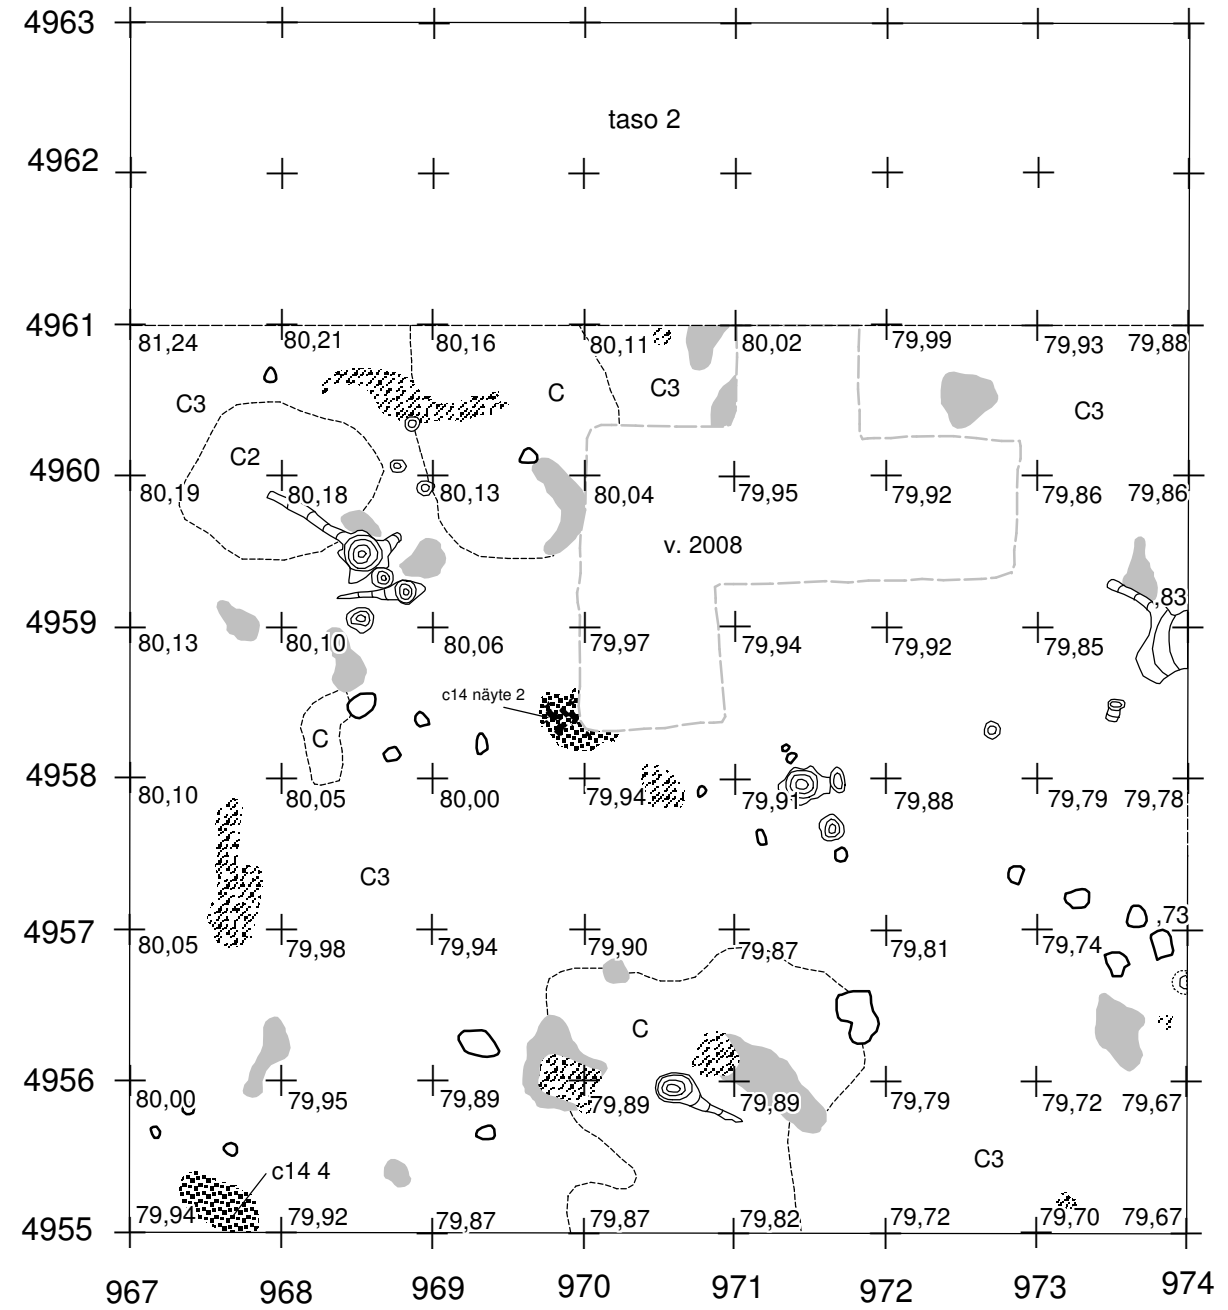 4963
taso 2
4962
4961
81,24 80,21 80,16 80,11 80,02 79,99 79,93 79,88
C3 C C3 C3
C2
4960
80,19 80,18 80,13 80,04 79,95 79,92 79,86 79,86
v. 2008
,83
4959
80,13 80,10 80,06 79,97 79,94 79,92 79,85
c14 näyte 2
C
4958
80,10 80,05 80,00 79,94 79,91 79,88 79,79 79,78
C3
,73
4957
80,05 79,98 79,94 79,90 79,87 79,81 79,74
C
4956
80,00 79,95 79,89 79,89 79,89 79,79 79,72 79,67
C3
c14 4
79,94 79,92 79,87 79,87 79,82 79,72 79,70 79,67
4955
967 968 969 970 971 972 973 974